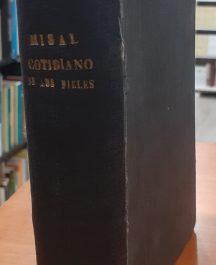 MISAL
COTIDIANO
DE LOS FIELES